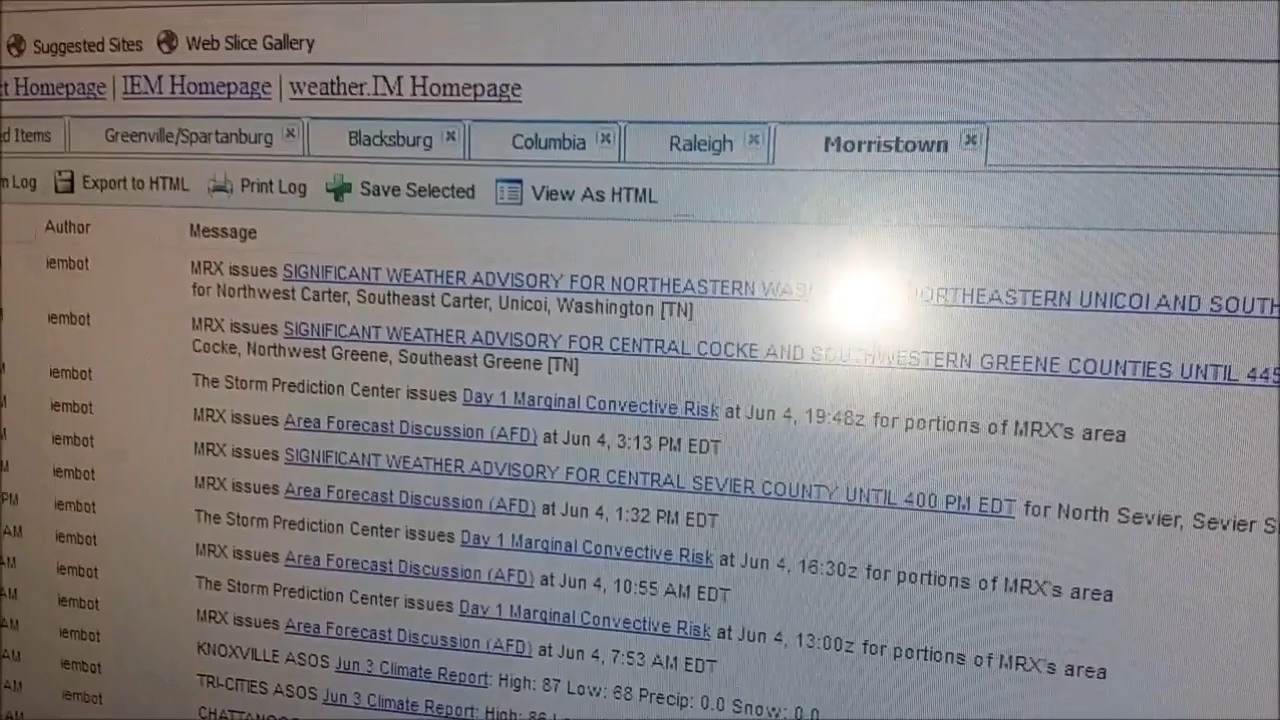 Suggested Sites Web Slice Gallery
t Homepage | IEM Homepage | weather.IM Homepage
d Items Greenville/Spartanburg Blacksburg Columbia Raleigh Morristown
Log Export to HTML Print Log Save Selected View As HTML
Author Message
iembot MRX issues SIGNIFICANT WEATHER ADVISORY FOR NORTHEASTERN NORTHEASTERN UNICOI AND
for Northwest Carter, Southeast Carter, Unicoi, Washington [TN]
iembot MRX issues SIGNIFICANT WEATHER ADVISORY FOR CENTRAL COCKE AND SOUTHWESTERN GREENE COUNTIES UNTIL 445
Cocke, Northwest Greene, Southeast Greene [TN]
iembot The Storm Prediction Center issues Day 1 Marginal Convective Risk at Jun 4, 19:48z for portions of MRX's area
iembot MRX issues Area Forecast Discussion (AFD) at Jun 4, 3:13 PM EDT
iembot MRX issues SIGNIFICANT WEATHER ADVISORY FOR CENTRAL SEVIER COUNTY UNTIL 400 PM EDT for North Sevier, Sevier
iembot MRX issues Area Forecast Discussion (AFD) at Jun 4, 1:32 PM EDT
PM iembot The Storm Prediction Center issues Day 1 Marginal Convective Risk at Jun 4, 16:30z for portions of MRX's area
AM iembot MRX issues Area Forecast Discussion (AFD) at Jun 4, 10:55 AM EDT
AM iembot The Storm Prediction Center issues Day 1 Marginal Convective Risk at Jun 4, 13:00z for portions of MRX's area
AM iembot MRX issues Area Forecast Discussion (AFD) at Jun 4, 7:53 AM EDT
AM iembot KNOXVILLE ASOS Jun 3 Climate Report: High: 87 Low: 68 Precip: 0.0 Snow: 0.0
AM iembot TRI-CITIES ASOS Jun 3 Climate Report: High: 86
AM iembot